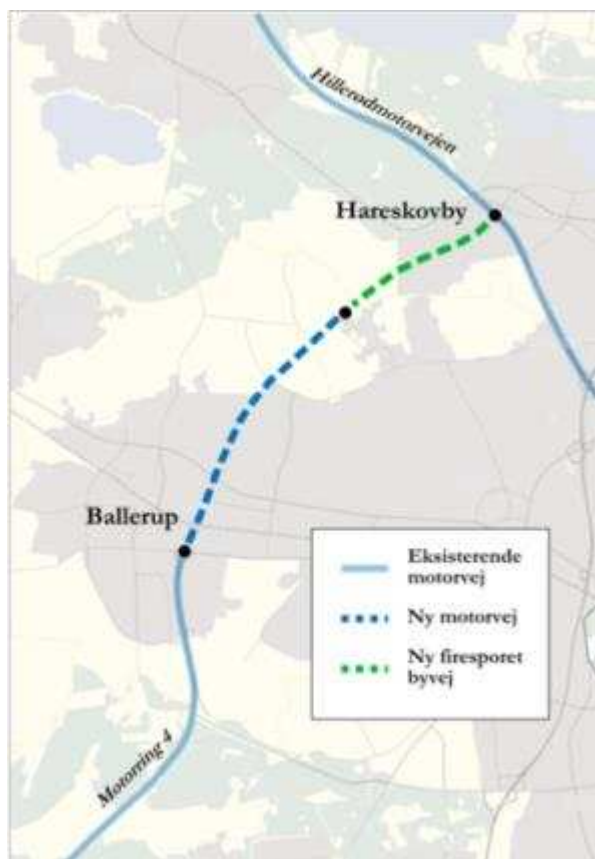 Hillerødmotorvejen
Hareskovby
Ballerup
Eksisterende
motorvej
Ny motorvej
Ny firesporet
byvej
Motorring 4